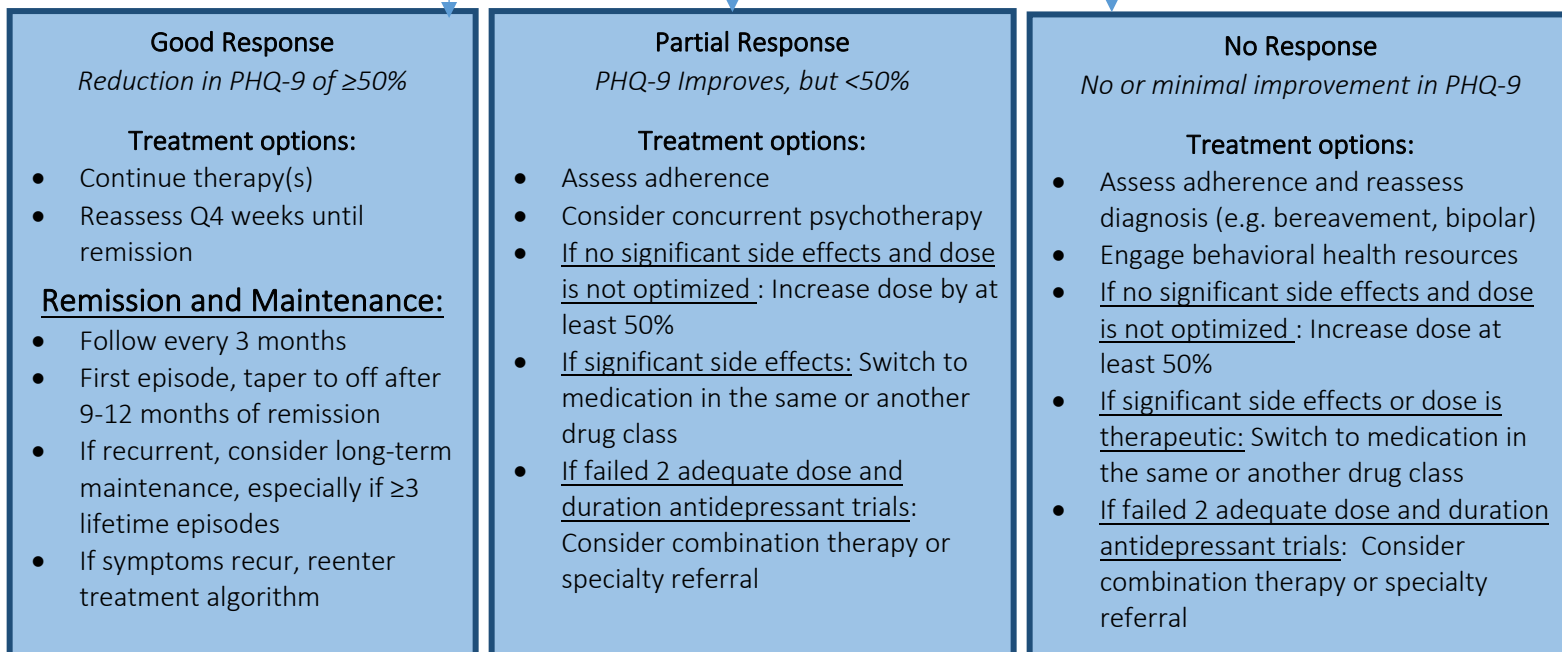 Good Response
Reduction in PHQ-9 of ≥50%
Treatment options:
• Continue therapy(s)
• Reassess Q4 weeks until
remission
Remission and Maintenance:
• Follow every 3 months
• First episode, taper to off after
9-12 months of remission
• If recurrent, consider long-term
maintenance, especially if ≥3
lifetime episodes
• If symptoms recur, reenter
treatment algorithm
Partial Response
PHQ-9 Improves, but <50%
Treatment options:
• Assess adherence
• Consider concurrent psychotherapy
• If no significant side effects and dose
is not optimized : Increase dose by at
least 50%
• If significant side effects: Switch to
medication in the same or another
drug class
• If failed 2 adequate dose and
duration antidepressant trials:
Consider combination therapy or
specialty referral
No Response
No or minimal improvement in PHQ-9
Treatment options:
• Assess adherence and reassess
diagnosis (e.g. bereavement, bipolar)
• Engage behavioral health resources
• If no significant side effects and dose
is not optimized : Increase dose at
least 50%
• If significant side effects or dose is
therapeutic: Switch to medication in
the same or another drug class
• If failed 2 adequate dose and duration
antidepressant trials: Consider
combination therapy or specialty
referral